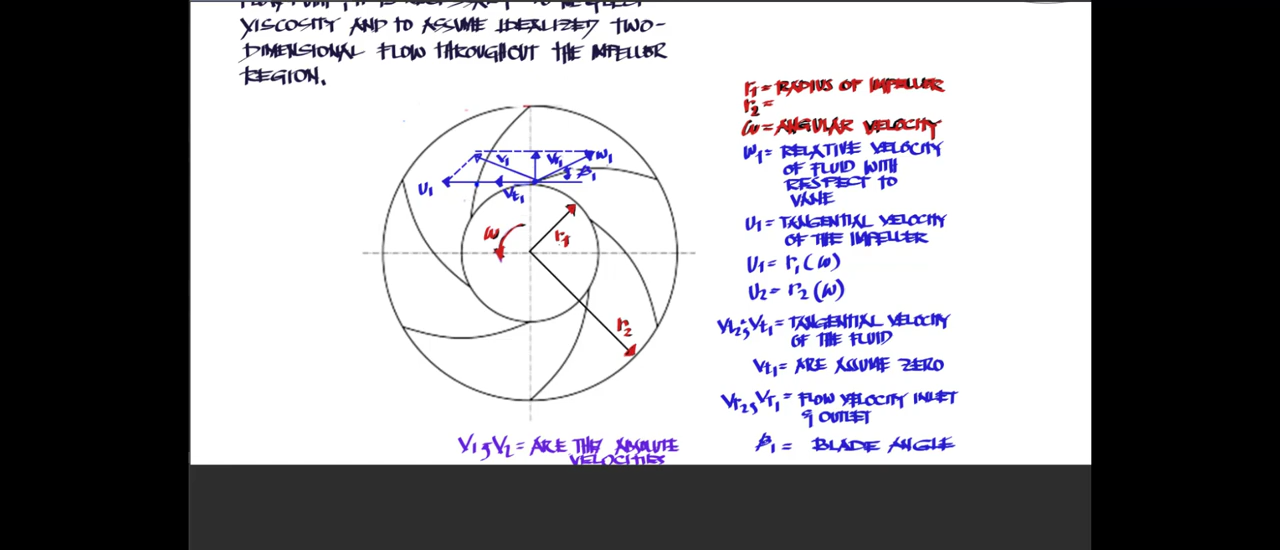 VISCOSITY AND TO ASSUME IDEALIZED TWO-
DIMENSIONAL FLOW THROUGHOUT THE IMPELLER
REGION.
r1 = RADIUS OF IMPELLER
r2 =
ω = ANGULAR VELOCITY
W1 = RELATIVE VELOCITY
OF FLUID WITH
RESPECT TO
VANE
U1 = TANGENTIAL VELOCITY
OF THE IMPELLER
U1 = r1 (ω)
U2 = r2 (ω)
Vt2, Vt1 = TANGENTIAL VELOCITY
OF THE FLUID
Vt1 = ARE ASSUME ZERO
Vr2, Vr1 = FLOW VELOCITY INLET
& OUTLET
β1 = BLADE ANGLE
V1
Vr1
W1
U1
Vt1
β1
ω
r1
r2
V1, V2 = ARE THE ABSOLUTE
VELOCITIES